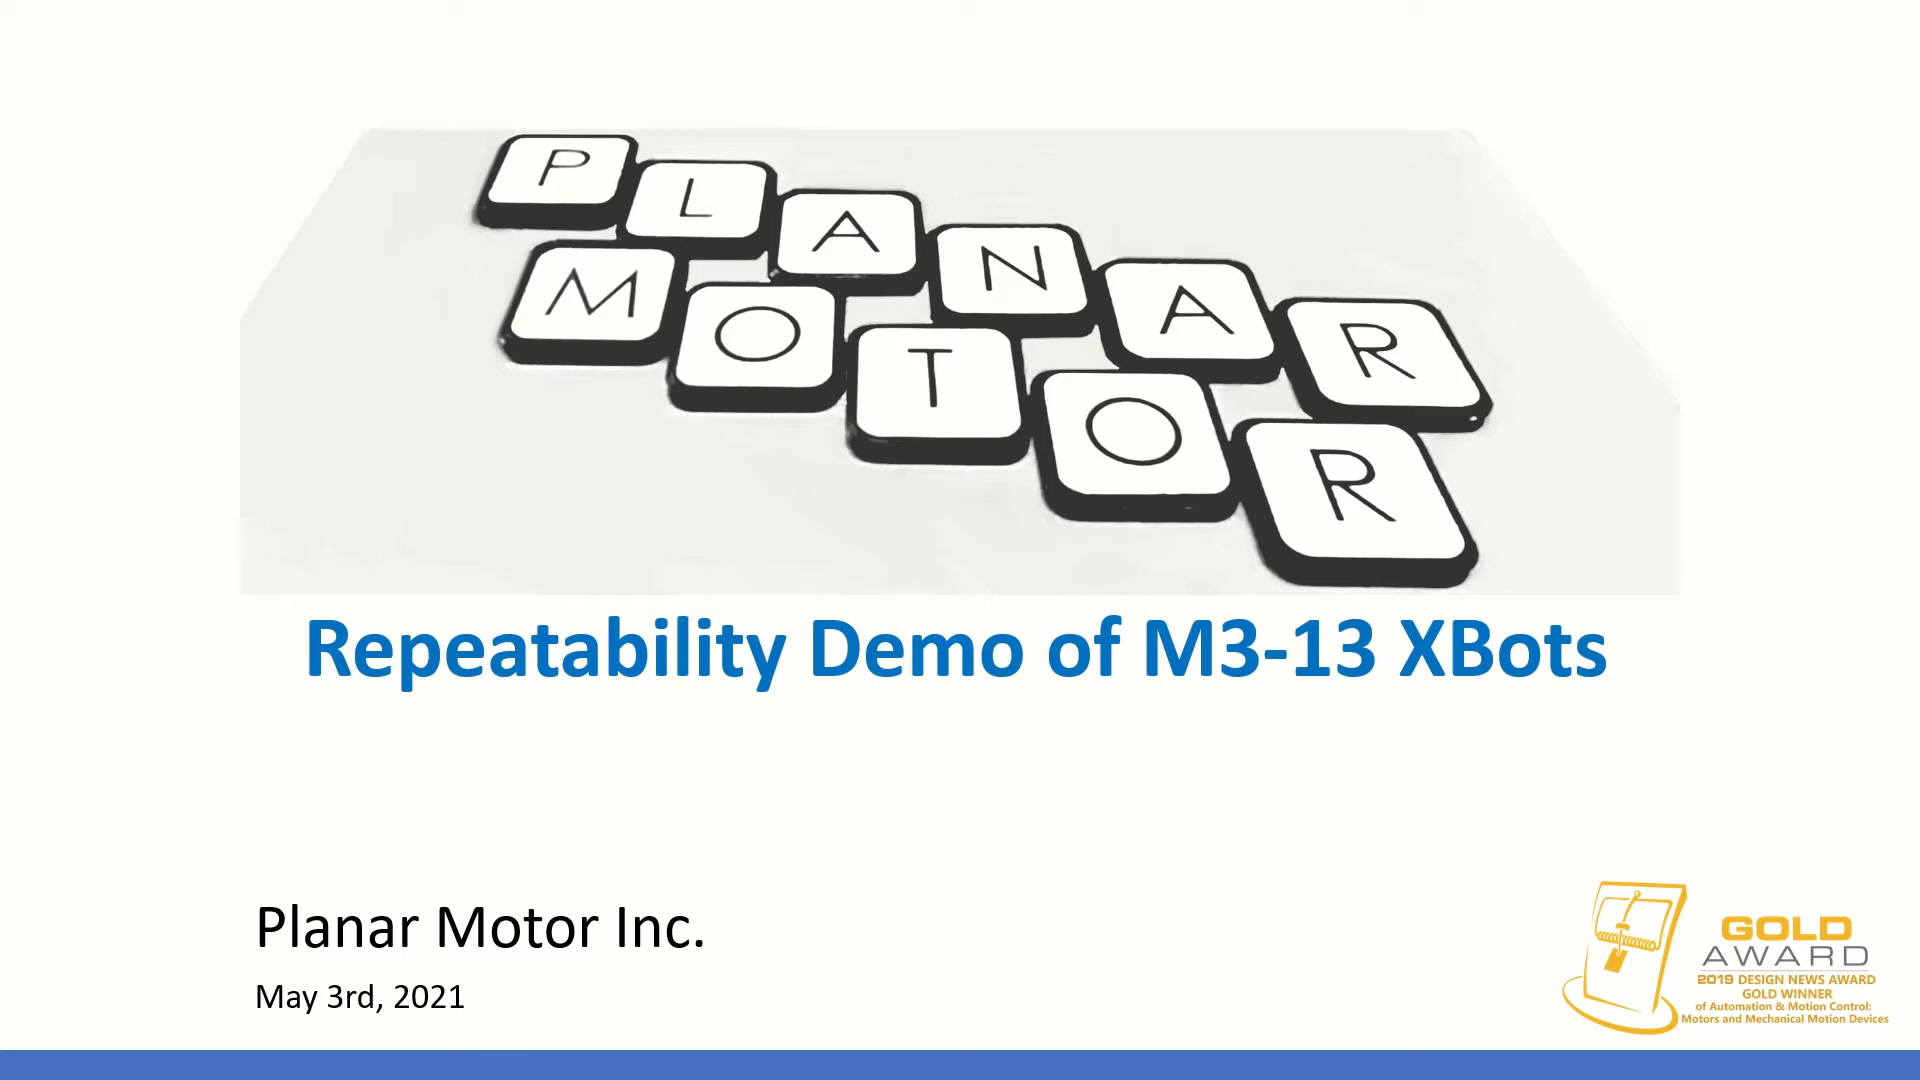 PLANAR
MOTOR
Repeatability Demo of M3-13 XBots
Planar Motor Inc.
May 3rd, 2021
GOLD
AWARD
2019 DESIGN NEWS AWARD
GOLD WINNER
of Automation & Motion Control:
Motors and Mechanical Motion Devices